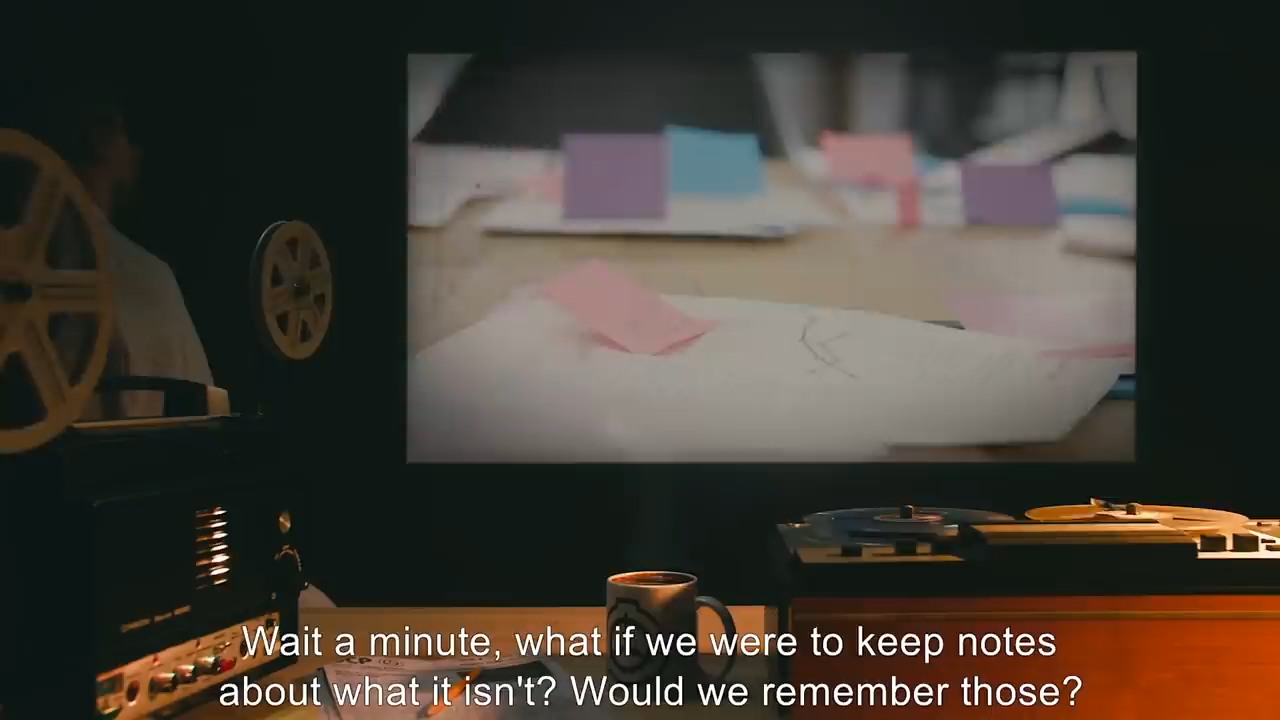 Wait a minute, what if we were to keep notes
about what it isn't? Would we remember those?